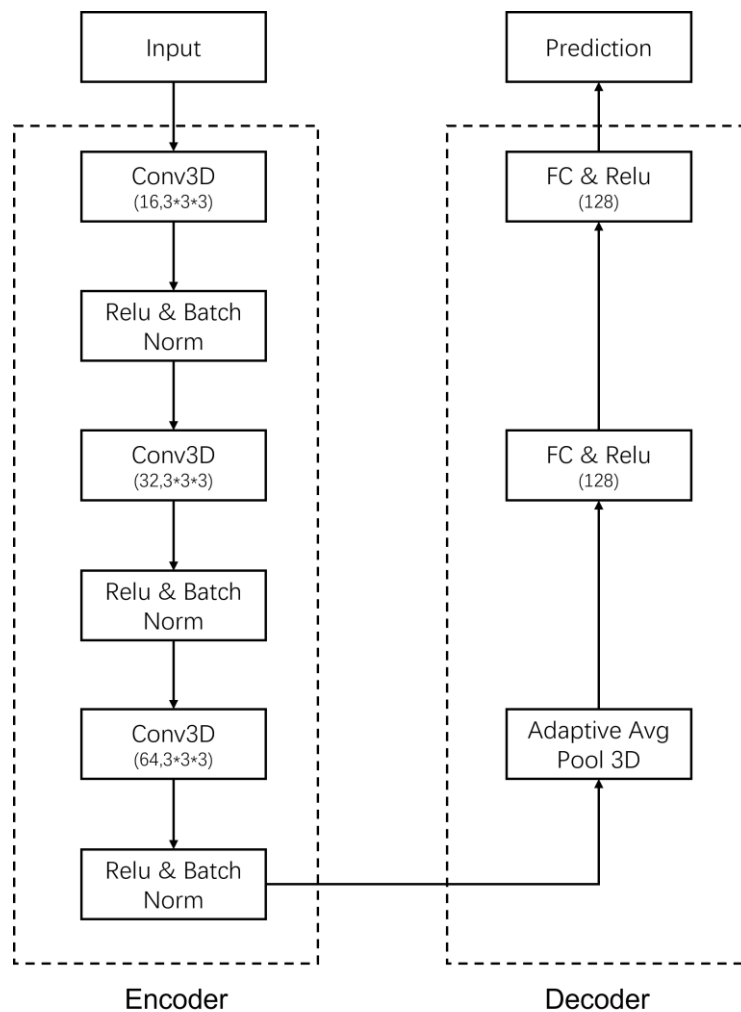 Input
Conv3D
(16,3*3*3)
Relu & Batch
Norm
Conv3D
(32,3*3*3)
Relu & Batch
Norm
Conv3D
(64,3*3*3)
Relu & Batch
Norm
Encoder
Prediction
FC & Relu
(128)
FC & Relu
(128)
Adaptive Avg
Pool 3D
Decoder